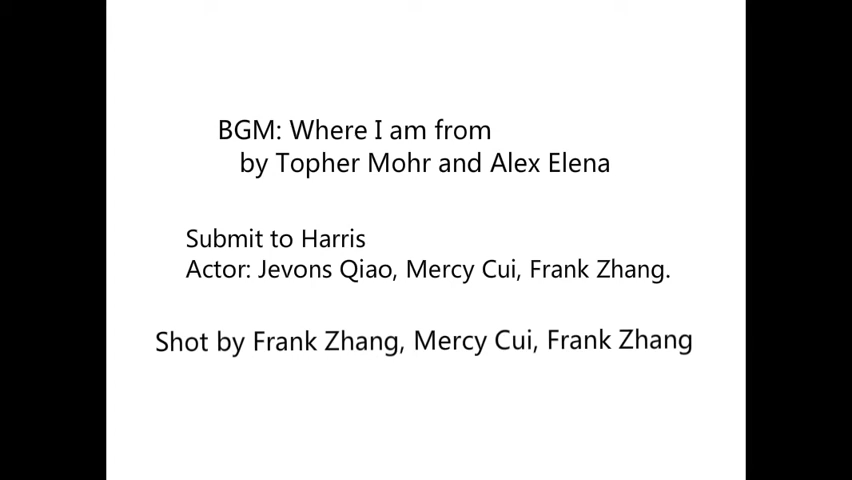 BGM: Where I am from
by Topher Mohr and Alex Elena
Submit to Harris
Actor: Jevons Qiao, Mercy Cui, Frank Zhang.
Shot by Frank Zhang, Mercy Cui, Frank Zhang